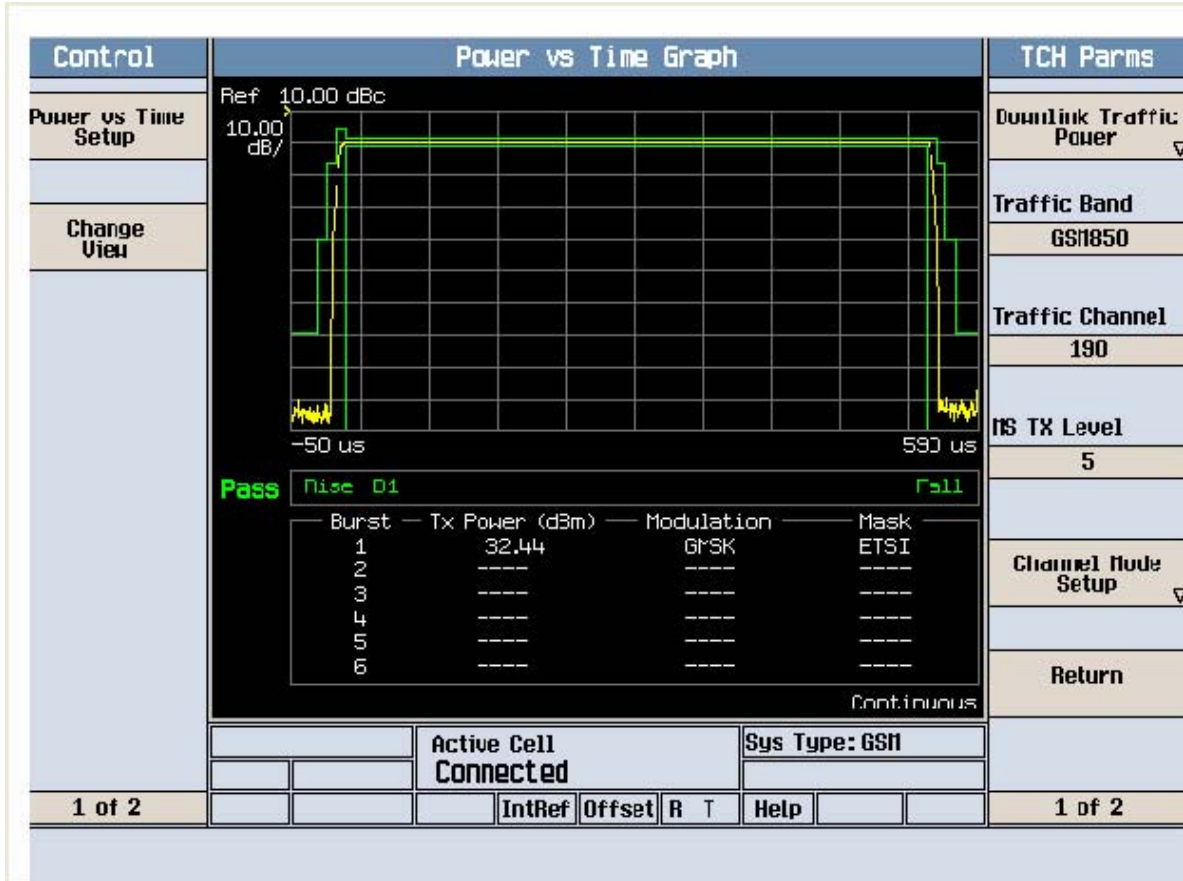 Control
Power vs Time Graph
TCH Parms
Power vs Time
Setup
Change
View
1 of 2
Ref 10.00 dBc
10.00
dB/
-50 us
590 us
Pass
Rise 01
Fall
Burst Tx Power (dBm) Modulation Mask
1 32.44 GMSK ETSI
2 ---- ---- ----
3 ---- ---- ----
4 ---- ---- ----
5 ---- ---- ----
6 ---- ---- ----
Continuous
Active Cell
Connected
Sys Type: GSM
IntRef Offset R T Help
Downlink Traffic
Power
Traffic Band
GSM850
Traffic Channel
190
MS TX Level
5
Channel Mode
Setup
Return
1 of 2